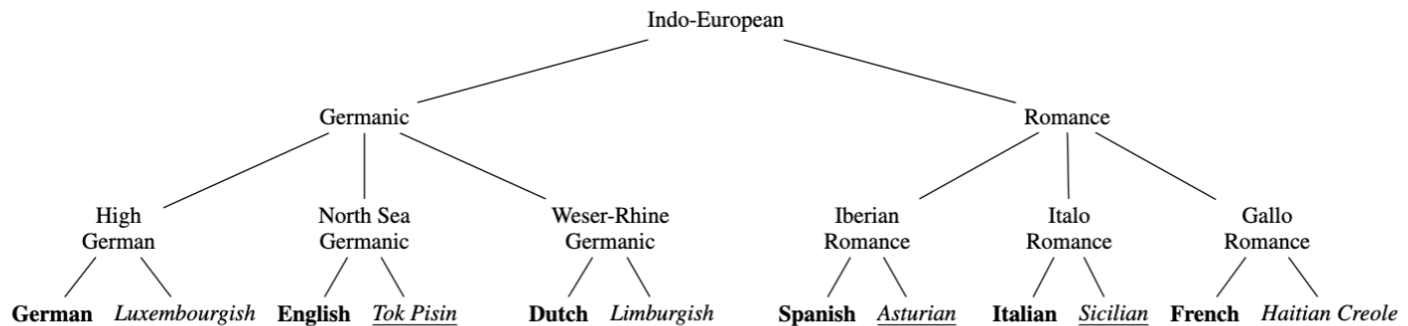 Indo-European
Germanic
Romance
High
German
North Sea
Germanic
Weser-Rhine
Germanic
Iberian
Romance
Italo
Romance
Gallo
Romance
German
Luxembourgish
English
Tok Pisin
Dutch
Limburgish
Spanish
Asturian
Italian
Sicilian
French
Haitian Creole